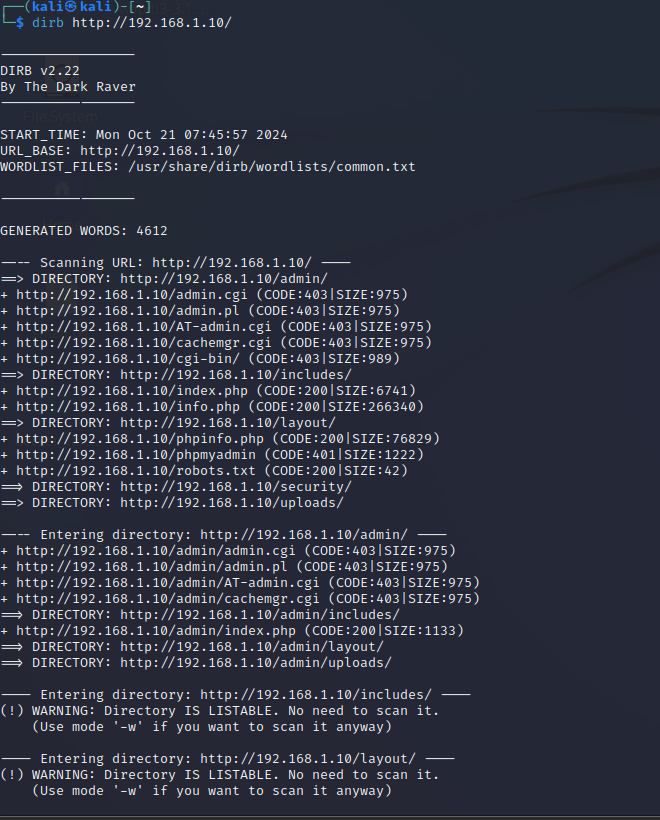 ┌──(kali㉿kali)-[~]
└─$ dirb http://192.168.1.10/
-----------------
DIRB v2.22
By The Dark Raver
-----------------
START_TIME: Mon Oct 21 07:45:57 2024
URL_BASE: http://192.168.1.10/
WORDLIST_FILES: /usr/share/dirb/wordlists/common.txt
-----------------
GENERATED WORDS: 4612
---- Scanning URL: http://192.168.1.10/ ----
==> DIRECTORY: http://192.168.1.10/admin/
+ http://192.168.1.10/admin.cgi (CODE:403|SIZE:975)
+ http://192.168.1.10/admin.pl (CODE:403|SIZE:975)
+ http://192.168.1.10/AT-admin.cgi (CODE:403|SIZE:975)
+ http://192.168.1.10/cachemgr.cgi (CODE:403|SIZE:975)
+ http://192.168.1.10/cgi-bin/ (CODE:403|SIZE:989)
==> DIRECTORY: http://192.168.1.10/includes/
+ http://192.168.1.10/index.php (CODE:200|SIZE:6741)
+ http://192.168.1.10/info.php (CODE:200|SIZE:266340)
==> DIRECTORY: http://192.168.1.10/layout/
+ http://192.168.1.10/phpinfo.php (CODE:200|SIZE:76829)
+ http://192.168.1.10/phpmyadmin (CODE:401|SIZE:1222)
+ http://192.168.1.10/robots.txt (CODE:200|SIZE:42)
==> DIRECTORY: http://192.168.1.10/security/
==> DIRECTORY: http://192.168.1.10/uploads/
---- Entering directory: http://192.168.1.10/admin/ ----
+ http://192.168.1.10/admin/admin.cgi (CODE:403|SIZE:975)
+ http://192.168.1.10/admin/admin.pl (CODE:403|SIZE:975)
+ http://192.168.1.10/admin/AT-admin.cgi (CODE:403|SIZE:975)
+ http://192.168.1.10/admin/cachemgr.cgi (CODE:403|SIZE:975)
==> DIRECTORY: http://192.168.1.10/admin/includes/
+ http://192.168.1.10/admin/index.php (CODE:200|SIZE:1133)
==> DIRECTORY: http://192.168.1.10/admin/layout/
==> DIRECTORY: http://192.168.1.10/admin/uploads/
---- Entering directory: http://192.168.1.10/includes/ ----
(!) WARNING: Directory IS LISTABLE. No need to scan it.
(Use mode '-w' if you want to scan it anyway)
---- Entering directory: http://192.168.1.10/layout/ ----
(!) WARNING: Directory IS LISTABLE. No need to scan it.
(Use mode '-w' if you want to scan it anyway)